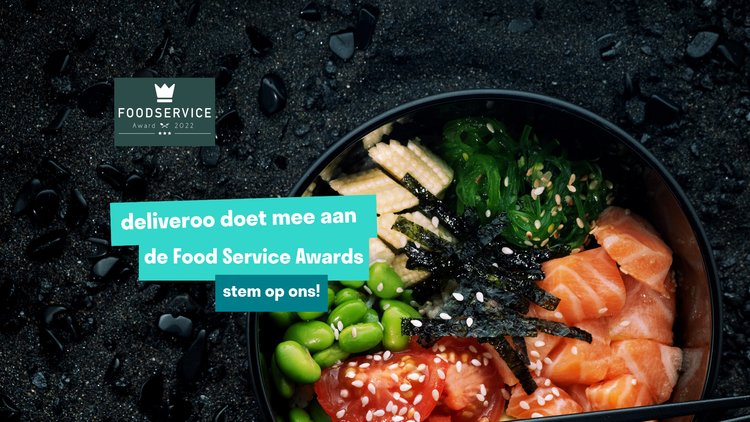 FOODSERVICE
Award 2022
deliveroo doet mee aan
de Food Service Awards
stem op ons!